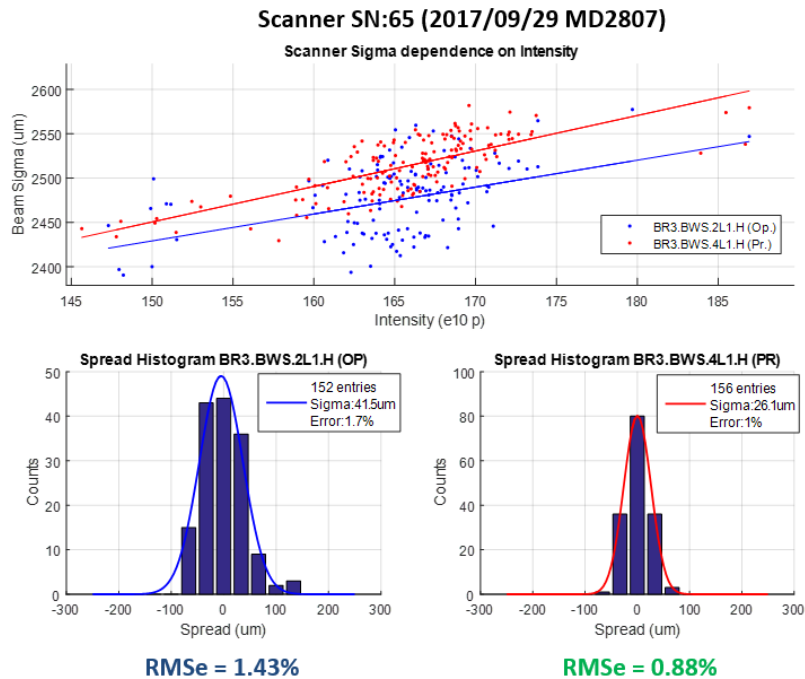 Scanner SN:65 (2017/09/29 MD2807)
Scanner Sigma dependence on Intensity
Beam Sigma (um)
2600
2550
2500
2450
2400
BR3.BWS.2L1.H (Op.)
BR3.BWS.4L1.H (Pr.)
145 150 155 160 165 170 175 180 185
Intensity (e10 p)
Spread Histogram BR3.BWS.2L1.H (OP)
Counts
50
40
30
20
10
0
152 entries
Sigma:41.5um
Error:1.7%
-300 -200 -100 0 100 200 300
Spread (um)
RMSe = 1.43%
Spread Histogram BR3.BWS.4L1.H (PR)
Counts
100
80
60
40
20
0
156 entries
Sigma:26.1um
Error:1%
-300 -200 -100 0 100 200 300
Spread (um)
RMSe = 0.88%